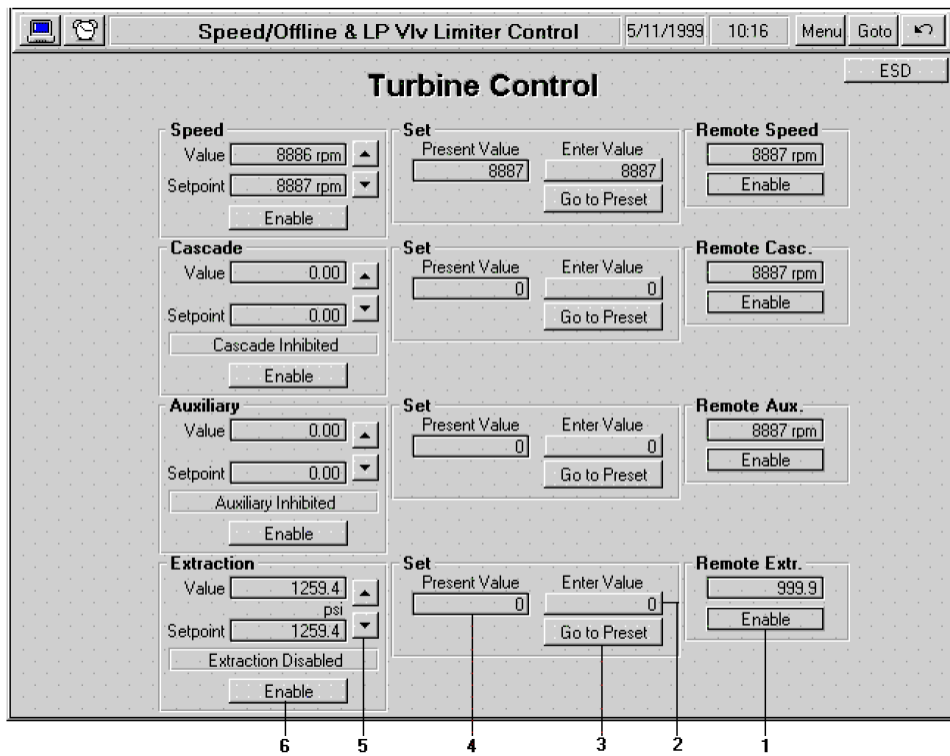 Speed/Offline & LP Vlv Limiter Control 5/11/1999 10:16 Menu Goto
ESD
Turbine Control
Speed
Value 8886 rpm
Setpoint 8887 rpm
Enable
Set
Present Value Enter Value
8887 8887
Go to Preset
Remote Speed
8887 rpm
Enable
Cascade
Value 0.00
Setpoint 0.00
Cascade Inhibited
Enable
Set
Present Value Enter Value
0 0
Go to Preset
Remote Casc.
8887 rpm
Enable
Auxiliary
Value 0.00
Setpoint 0.00
Auxiliary Inhibited
Enable
Set
Present Value Enter Value
0 0
Go to Preset
Remote Aux.
8887 rpm
Enable
Extraction
Value 1259.4
psi
Setpoint 1259.4
Extraction Disabled
Enable
Set
Present Value Enter Value
0 0
Go to Preset
Remote Extr.
999.9
Enable
6 5 4 3 2 1